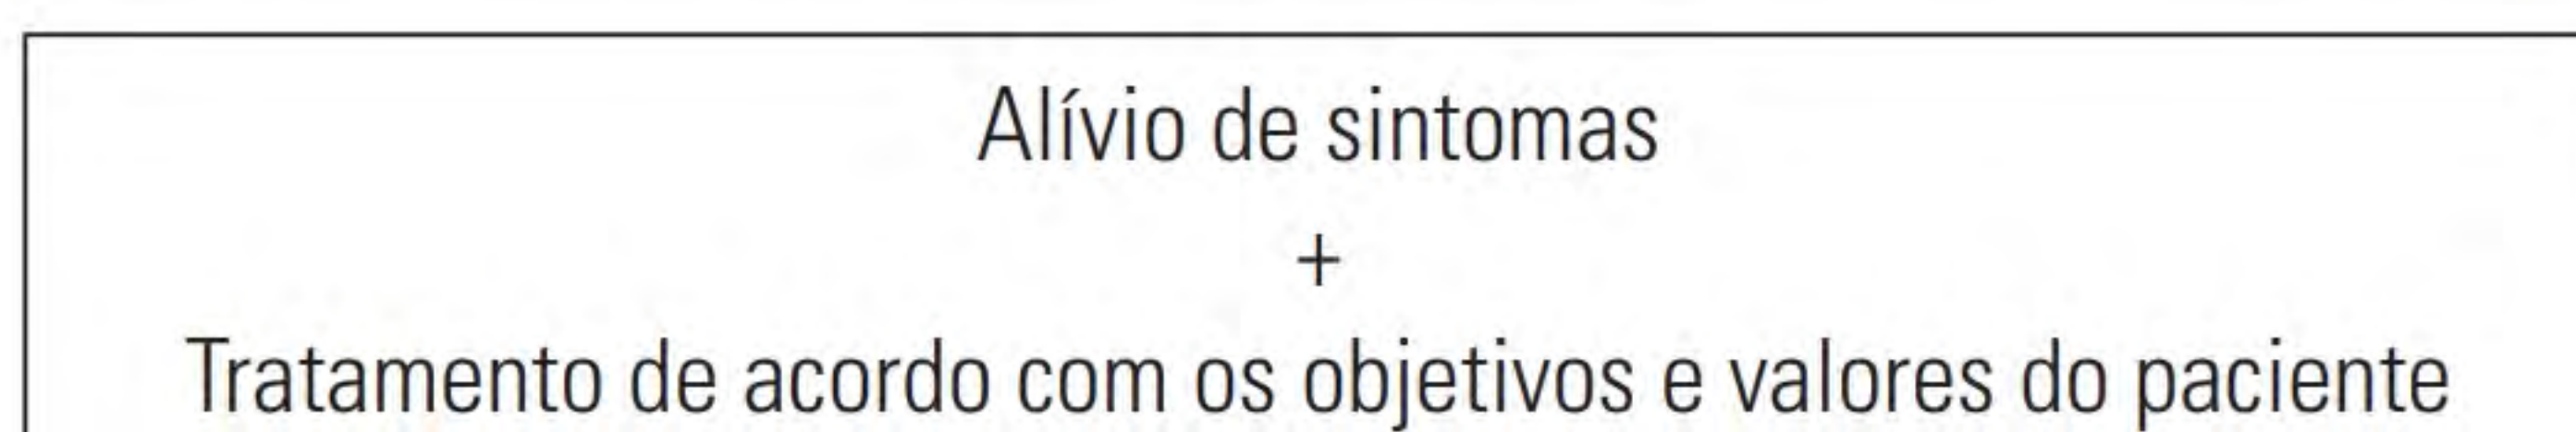 Alívio de sintomas
+
Tratamento de acordo com os objetivos e valores do paciente